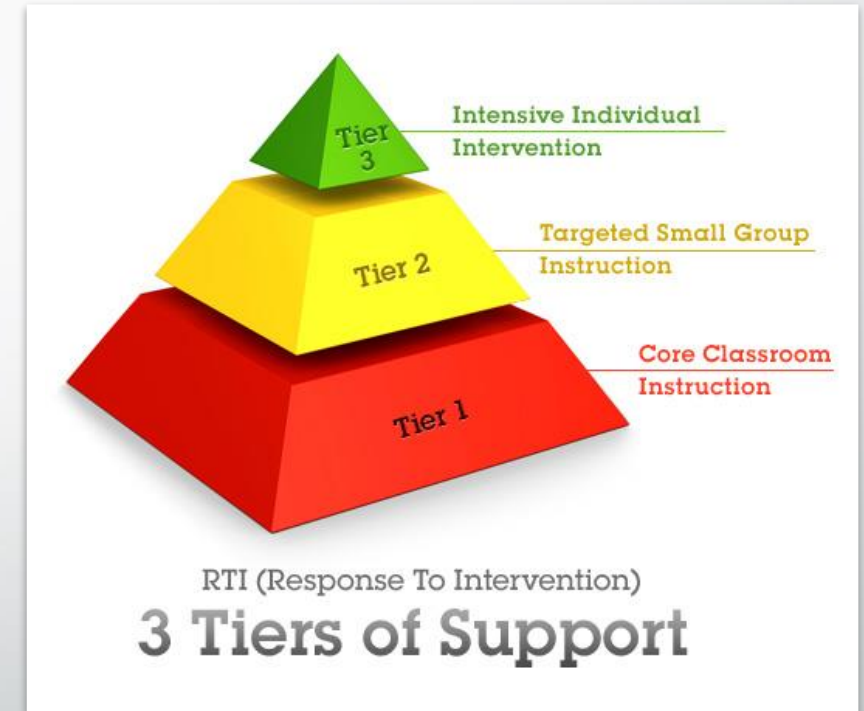 Tier
3
Intensive Individual
Intervention
Tier 2
Targeted Small Group
Instruction
Tier 1
Core Classroom
Instruction
RTI (Response To Intervention)
3 Tiers of Support